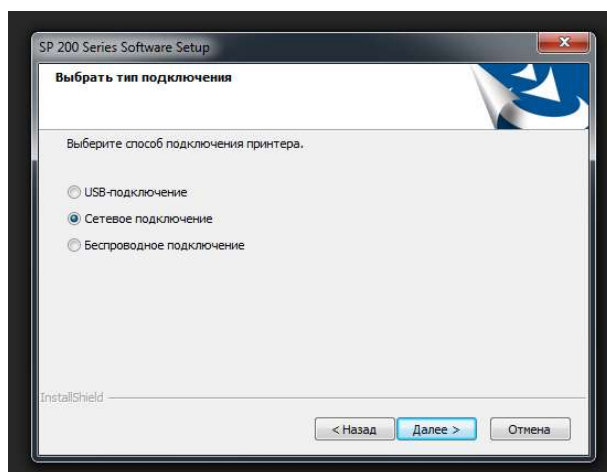 SP 200 Series Software Setup
Выбрать тип подключения
Выберите способ подключения принтера.
USB-подключение
Сетевое подключение
Беспроводное подключение
InstallShield
< Назад Далее > Отмена